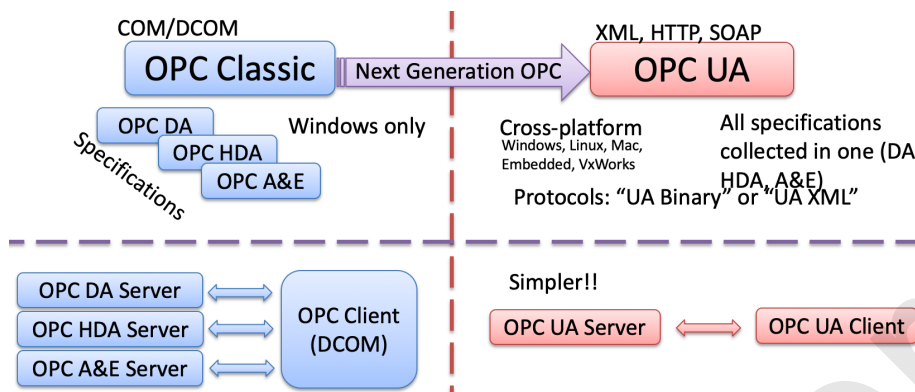 COM/DCOM
OPC Classic
Next Generation OPC
XML, HTTP, SOAP
OPC UA
OPC DA
OPC HDA
OPC A&E
Specifications
Windows only
Cross-platform
Windows, Linux, Mac,
Embedded, VxWorks
All specifications
collected in one (DA
HDA, A&E)
Protocols: “UA Binary” or “UA XML”
OPC DA Server
OPC HDA Server
OPC A&E Server
OPC Client
(DCOM)
Simpler!!
OPC UA Server
OPC UA Client